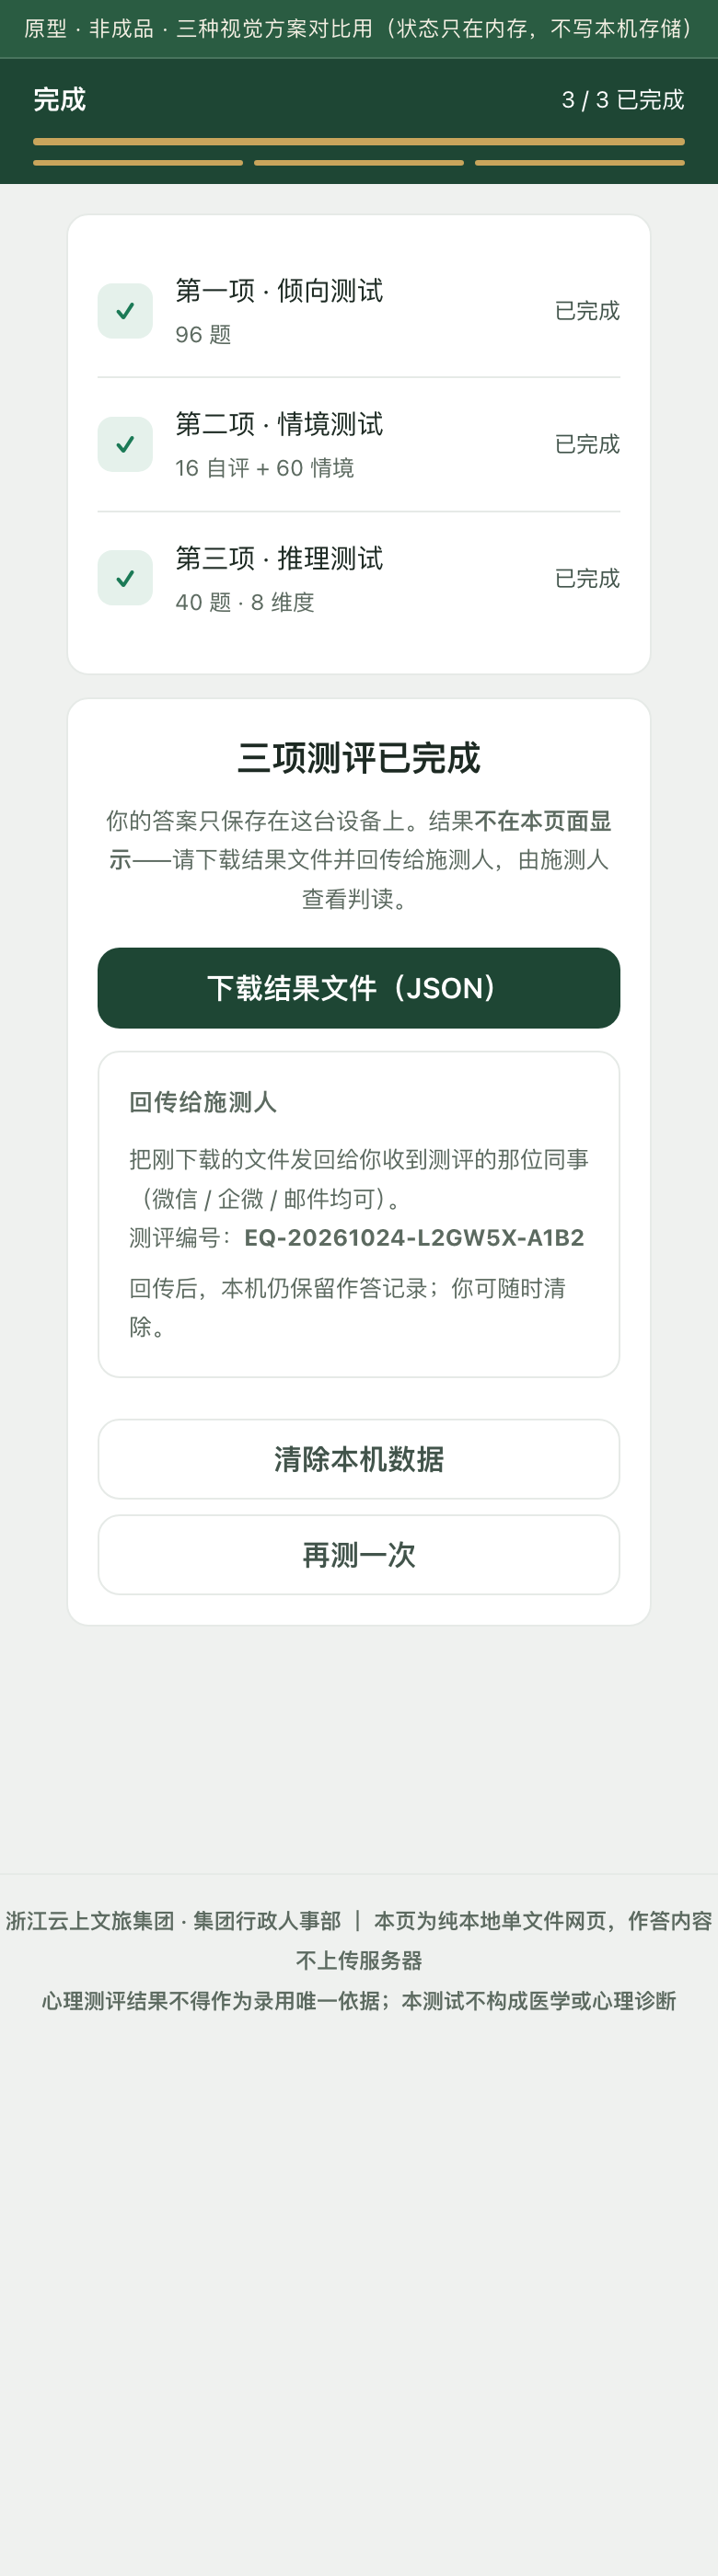 原型 · 非成品 · 三种视觉方案对比用（状态只在内存，不写本机存储）
完成
3 / 3 已完成
第一项 · 倾向测试
96 题
已完成
第二项 · 情境测试
16 自评 + 60 情境
已完成
第三项 · 推理测试
40 题 · 8 维度
已完成
三项测评已完成
你的答案只保存在这台设备上。结果不在本页面显
示——请下载结果文件并回传给施测人，由施测人
查看判读。
下载结果文件（JSON）
回传给施测人
把刚下载的文件发回给你收到测评的那位同事
（微信 / 企微 / 邮件均可）。
测评编号：EQ-20261024-L2GW5X-A1B2
回传后，本机仍保留作答记录；你可随时清
除。
清除本机数据
再测一次
浙江云上文旅集团 · 集团行政人事部 ｜ 本页为纯本地单文件网页，作答内容
不上传服务器
心理测评结果不得作为录用唯一依据；本测试不构成医学或心理诊断